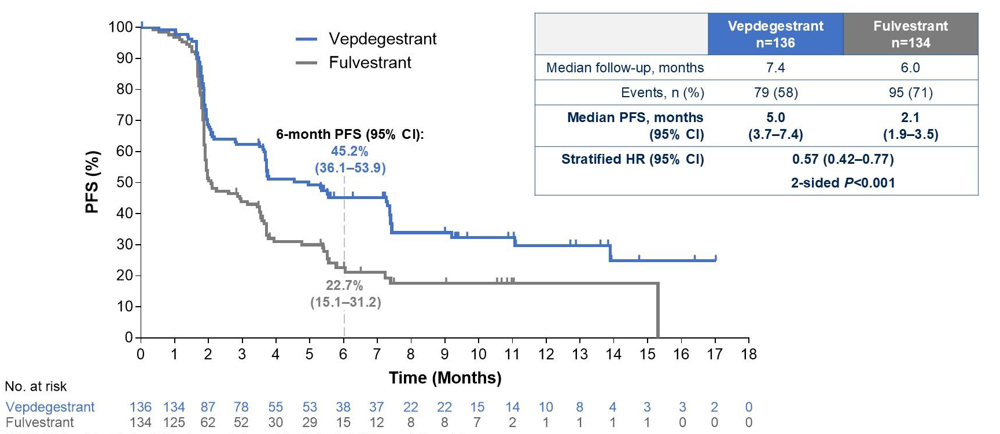 Vepdegestrant
Fulvestrant
Vepdegestrant
n=136
Fulvestrant
n=134
Median follow-up, months 7.4 6.0
Events, n (%) 79 (58) 95 (71)
Median PFS, months
(95% CI)
5.0
(3.7–7.4)
2.1
(1.9–3.5)
Stratified HR (95% CI) 0.57 (0.42–0.77)
2-sided P<0.001
6-month PFS (95% CI):
45.2%
(36.1–53.9)
22.7%
(15.1–31.2)
PFS (%)
100
90
80
70
60
50
40
30
20
10
0
0 1 2 3 4 5 6 7 8 9 10 11 12 13 14 15 16 17 18
Time (Months)
No. at risk
Vepdegestrant 136 134 87 78 55 53 38 37 22 22 15 14 10 8 4 3 3 2 0
Fulvestrant 134 125 62 52 30 29 15 12 8 8 7 2 1 1 1 1 0 0 0